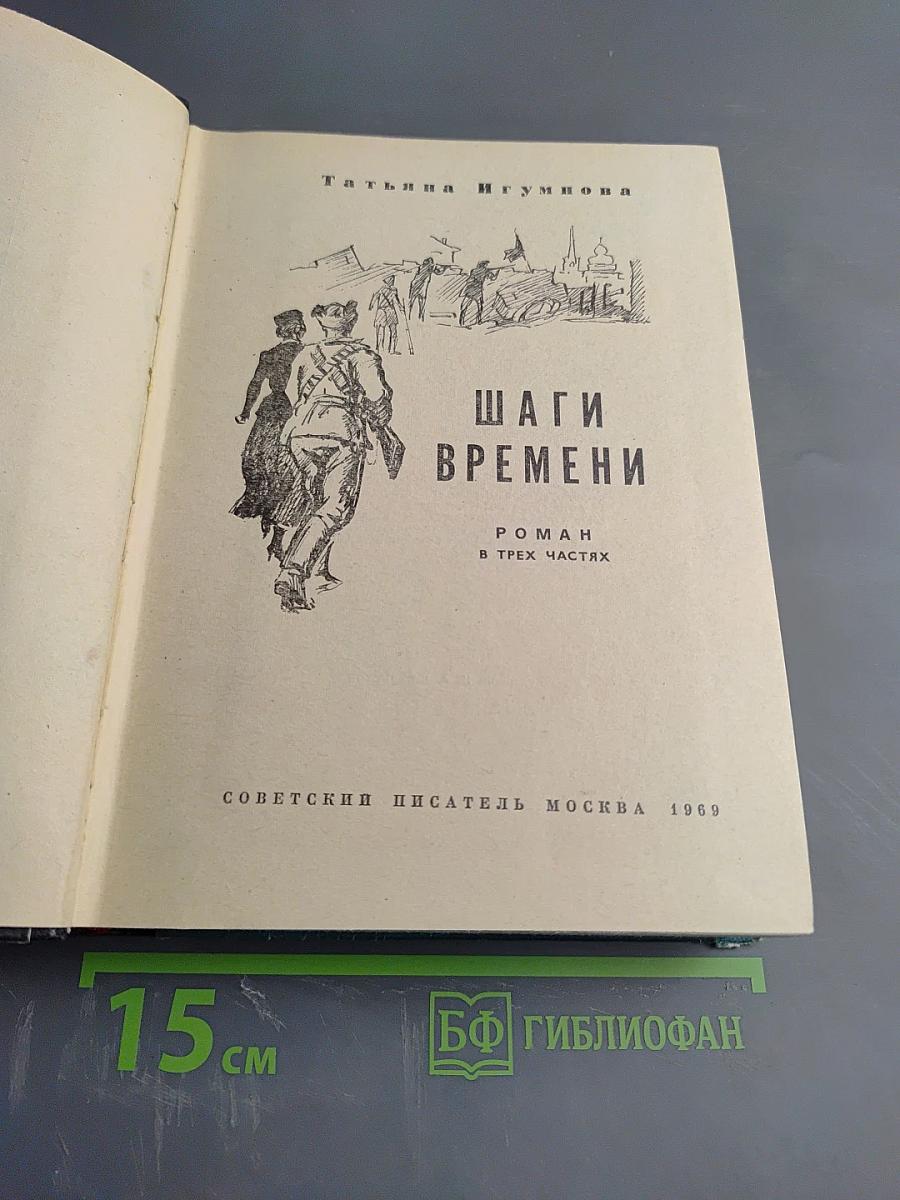 Татьяна Игумнова
ШАГИ
ВРЕМЕНИ
РОМАН
В ТРЕХ ЧАСТЯХ
СОВЕТСКИЙ ПИСАТЕЛЬ МОСКВА 1969
15 см
БФ ГИБЛИОФАН